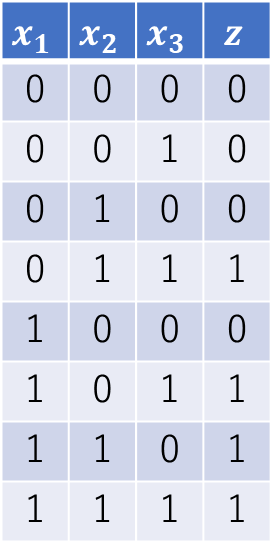 x₁ x₂ x₃ z
0 0 0 0
0 0 1 0
0 1 0 0
0 1 1 1
1 0 0 0
1 0 1 1
1 1 0 1
1 1 1 1